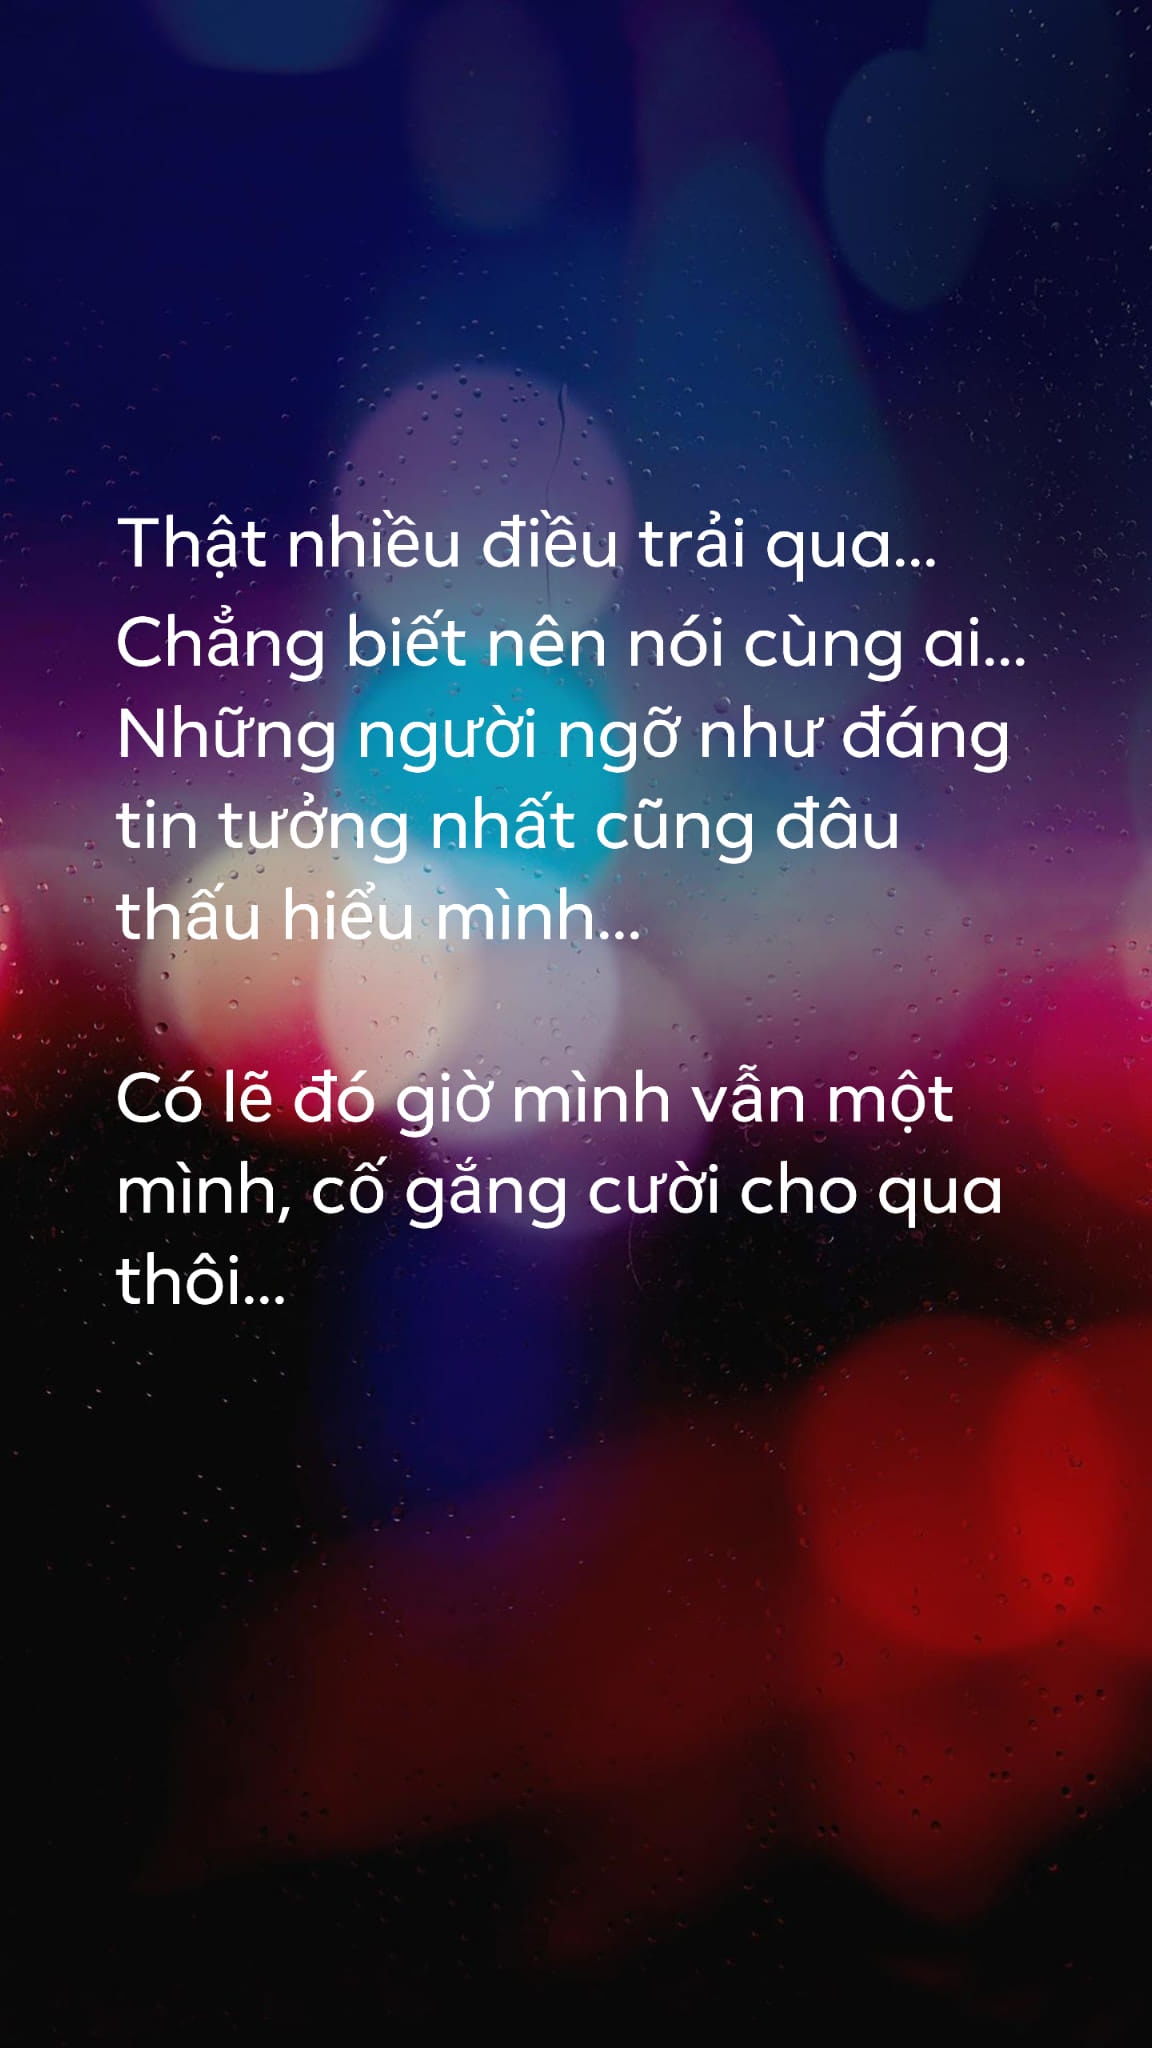 Thật nhiều điều trải qua...
Chẳng biết nên nói cùng ai...
Những người ngỡ như đáng
tin tưởng nhất cũng đâu
thấu hiểu mình...
Có lẽ đó giờ mình vẫn một
mình, cố gắng cười cho qua
thôi...